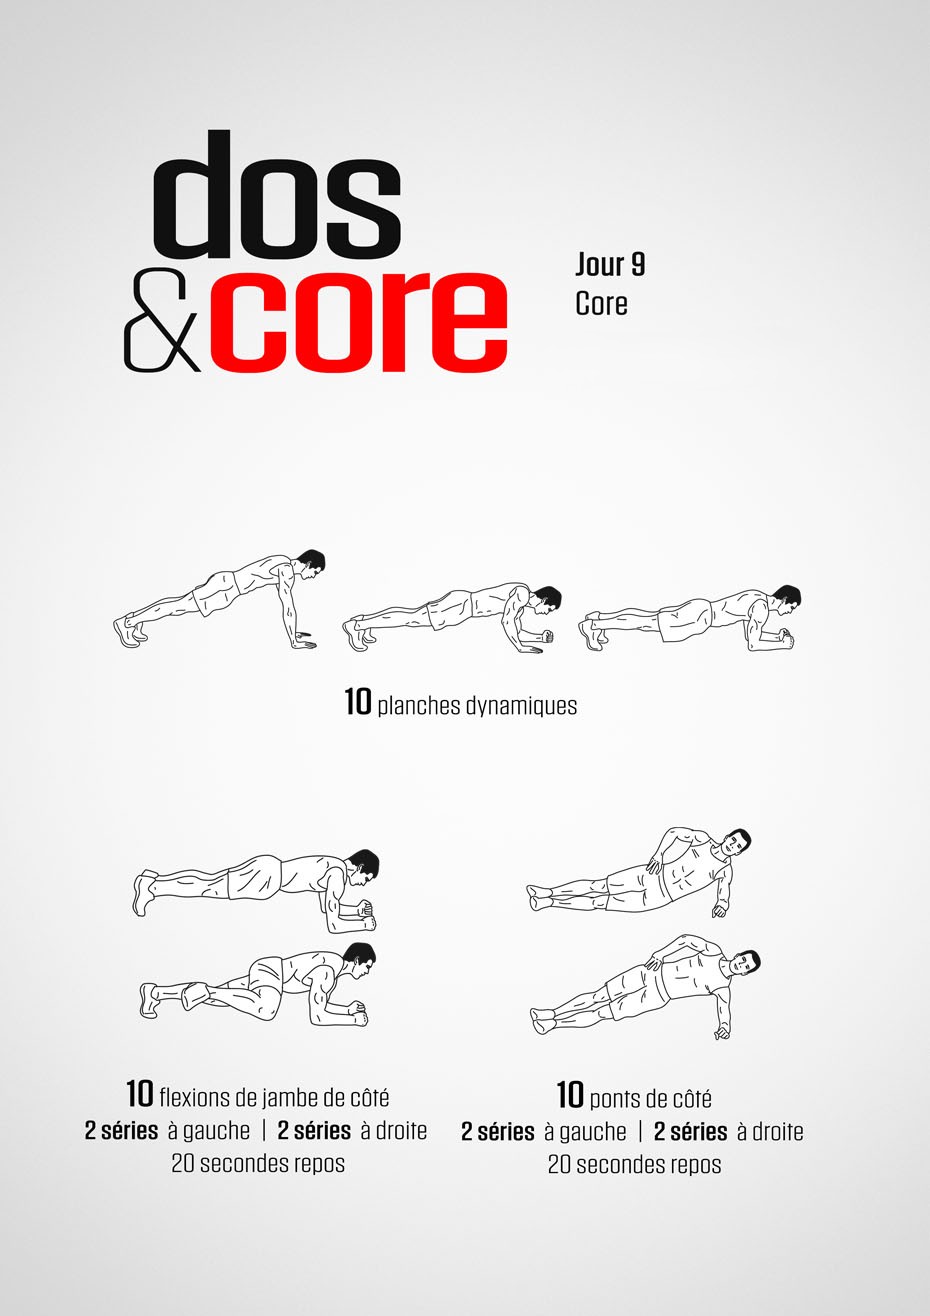 dos
&core
Jour 9
Core
10 planches dynamiques
10 flexions de jambe de côté
2 séries à gauche | 2 séries à droite
20 secondes repos
10 ponts de côté
2 séries à gauche | 2 séries à droite
20 secondes repos